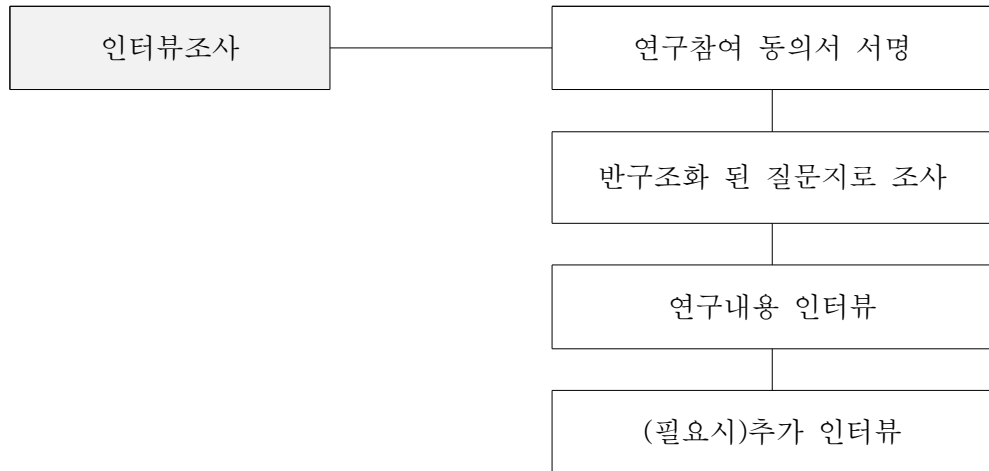 인터뷰조사
연구참여 동의서 서명
반구조화 된 질문지로 조사
연구내용 인터뷰
(필요시)추가 인터뷰